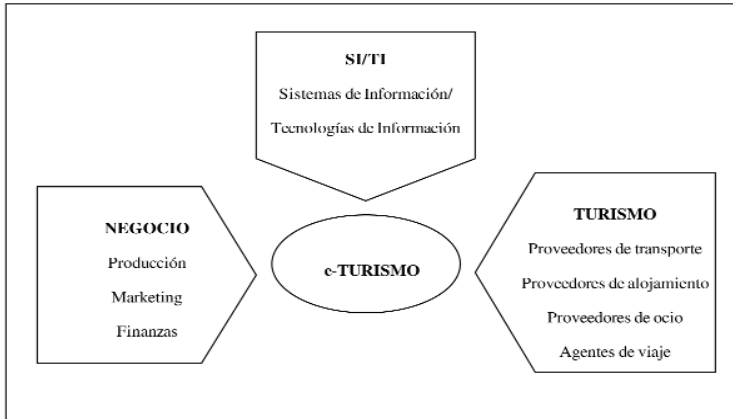 SI/TI
Sistemas de Información/
Tecnologías de Información
NEGOCIO
Producción
Marketing
Finanzas
e-TURISMO
TURISMO
Proveedores de transporte
Proveedores de alojamiento
Proveedores de ocio
Agentes de viaje